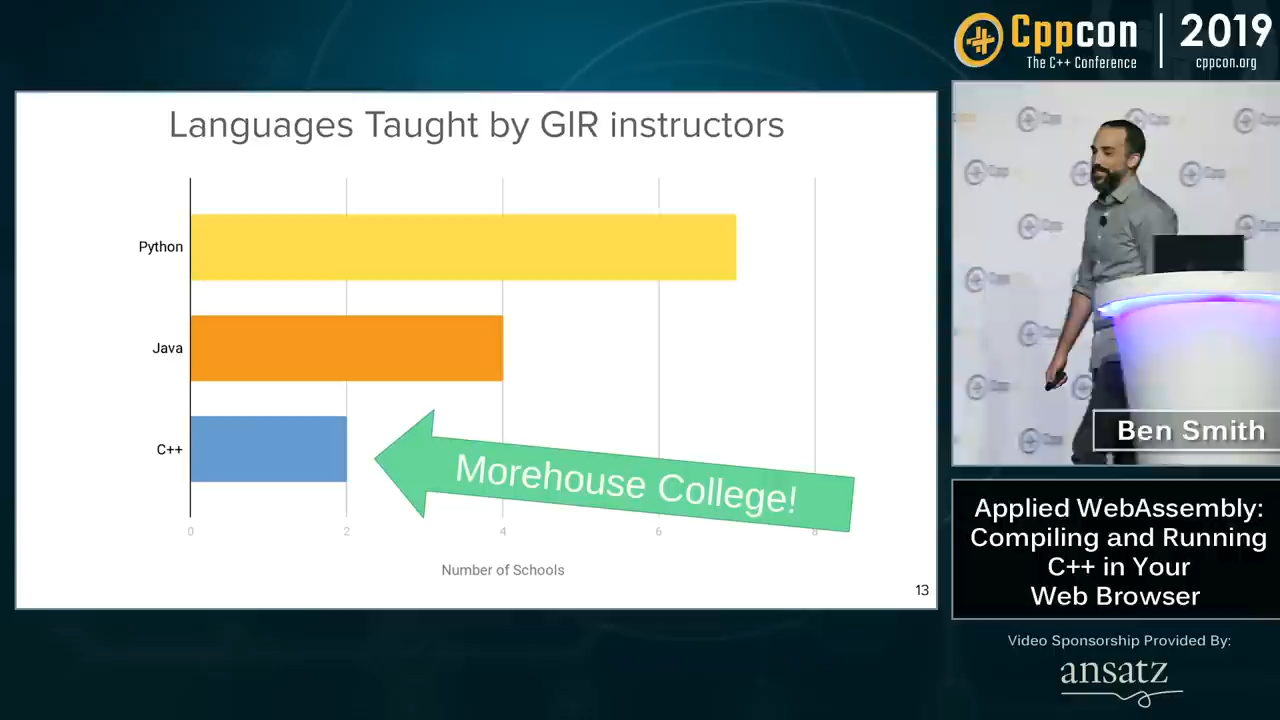 Cppcon | 2019
The C++ Conference cppcon.org
Languages Taught by GIR instructors
Python
Java
C++
Morehouse College!
0 2 4 6 8
Number of Schools
13
Ben Smith
Applied WebAssembly:
Compiling and Running
C++ in Your
Web Browser
Video Sponsorship Provided By:
ansatz